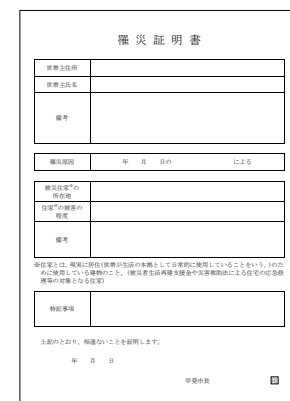 罹災証明書
世帯主住所
世帯主氏名
備考
罹災原因 年 月 日の による
被災住家※の
所在地
住家※の被害の
程度
備考
※住家とは、現実に居住(世帯が生活の本拠として日常的に使用していることをいう。)のた
めに使用している建物のこと。(被災者生活再建支援金や災害救助法による住宅の応急修
理等の対象となる住家)
特記事項
上記のとおり、相違ないことを証明します。
年 月 日
甲斐市長